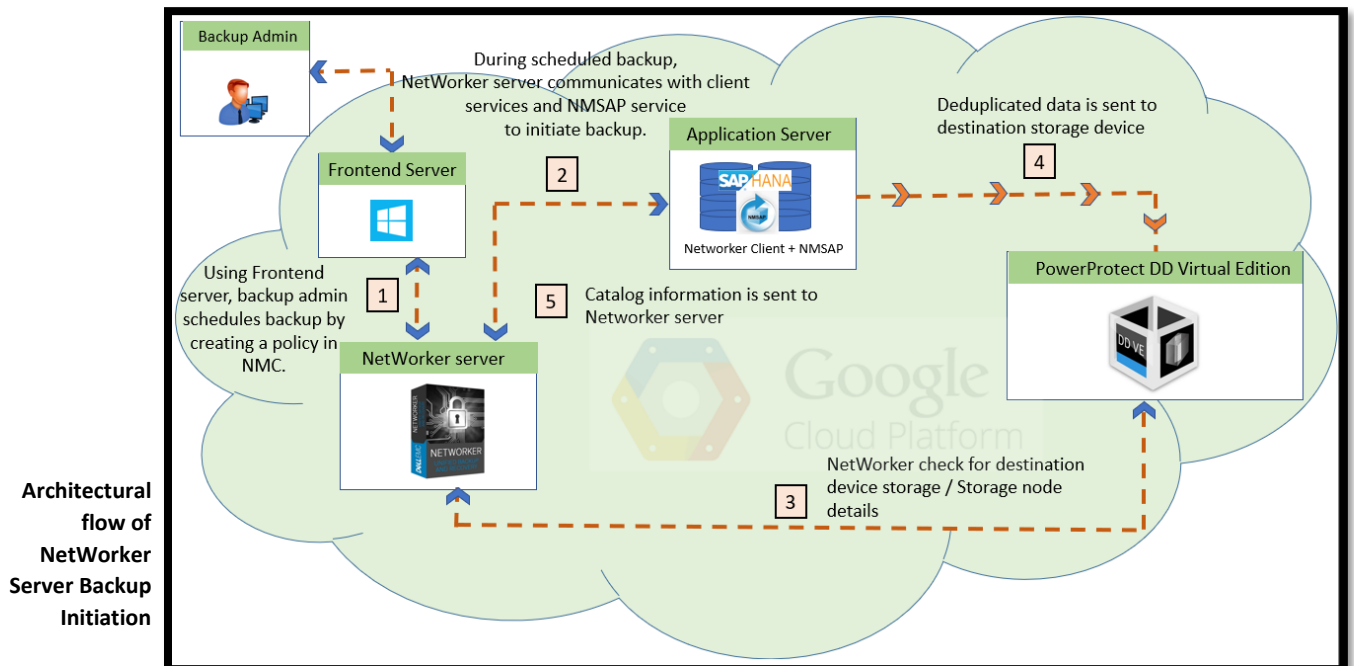 Backup Admin
During scheduled backup,
NetWorker server communicates with client
services and NMSAP service
to initiate backup.
Deduplicated data is sent to
destination storage device
Application Server
Frontend Server
2
4
SAP HANA
NMSAP
Networker Client + NMSAP
Using Frontend
server, backup admin
schedules backup by
creating a policy in
NMC.
1
5
Catalog information is sent to
Networker server
PowerProtect DD Virtual Edition
DD VE
NetWorker server
NETWORKER
NETWORKER
DELL EMC
Google
Cloud Platform
NetWorker check for destination
device storage / Storage node
details
3
Architectural
flow of
NetWorker
Server Backup
Initiation